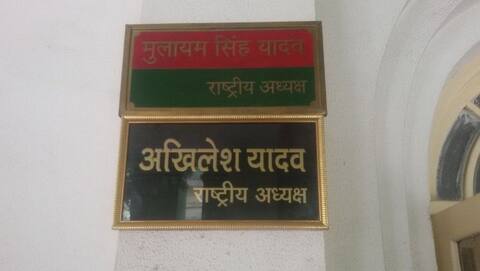 मुलायम सिंह यादव
राष्ट्रीय अध्यक्ष
अखिलेश यादव
राष्ट्रीय अध्यक्ष